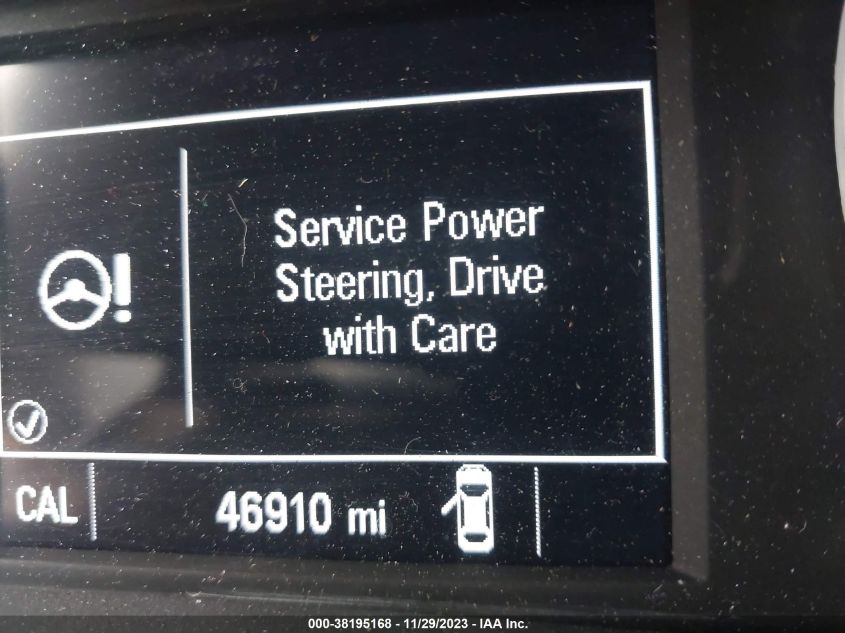 Service Power
Steering, Drive
with Care
CAL
46910 mi
000-38195168 - 11/29/2023 - IAA Inc.